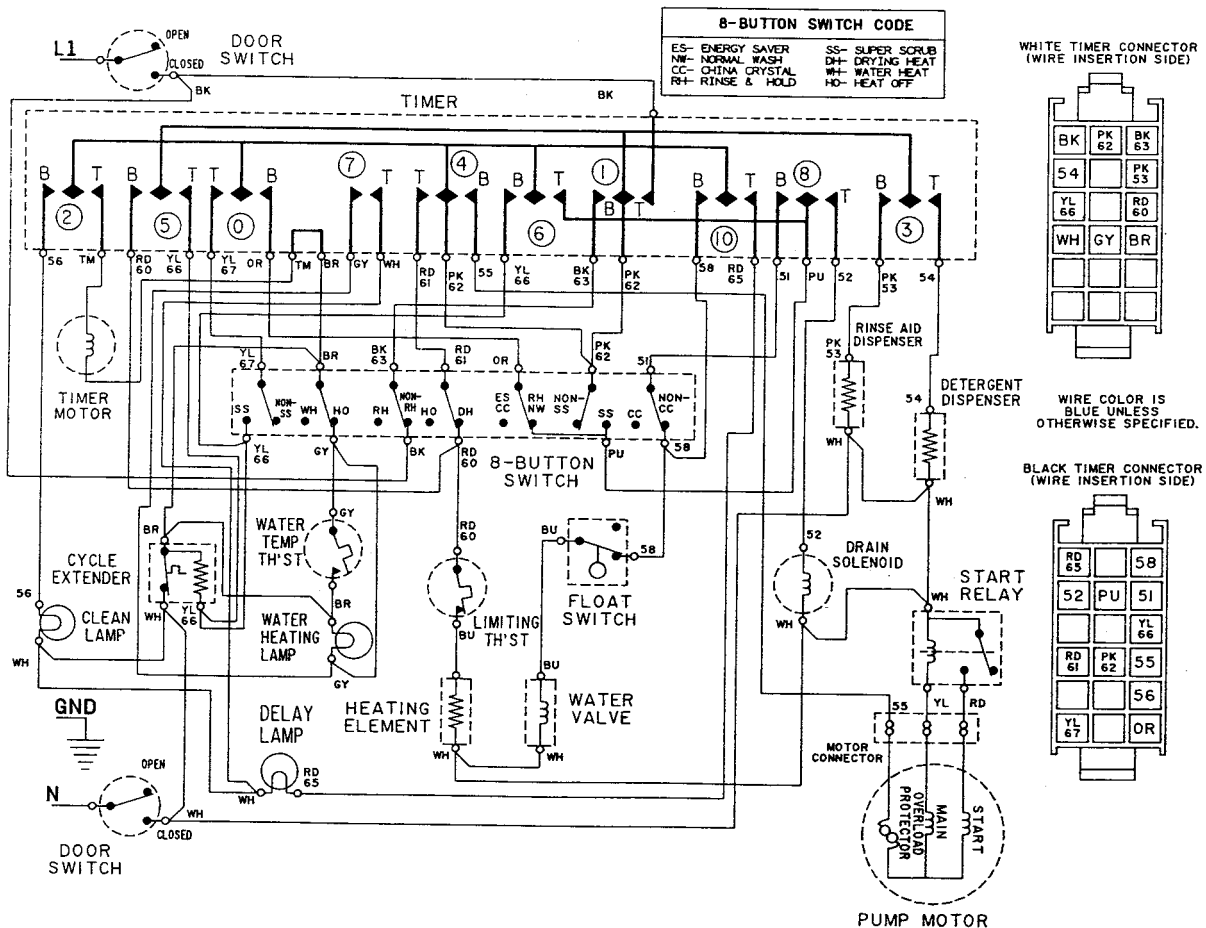 8-BUTTON SWITCH CODE
ES- ENERGY SAVER
NW- NORMAL WASH
CC- CHINA CRYSTAL
RH- RINSE & HOLD
SS- SUPER SCRUB
DH- DRYING HEAT
WH- WATER HEAT
HO- HEAT OFF
L1
OPEN
CLOSED
DOOR
SWITCH
BK
BK
TIMER
B T B T T B T T B B T B T B T B T B T
7 4 1 8
2 5 0 6 10 3
56 TM RD 60 YL 66 YL 67 OR TM BR GY WH RD 61 PK 62 55 YL 66 BK 63 PK 62 58 RD 65 51 PU 52 PK 53 54
TIMER
MOTOR
YL 67 BR BK 63 RD 61 OR PK 62 51
SS NON-SS WH HO RH NON-RH HO DH ES CC RH NW NON-SS SS CC NON-CC
YL 66 GY BK RD 60 PU 58
8-BUTTON
SWITCH
PK 53
RINSE AID
DISPENSER
WH
54
DETERGENT
DISPENSER
WH
BR
CYCLE
EXTENDER
WH YL 66
56
CLEAN
LAMP
WH
GY
WATER
TEMP
TH'ST
BR
WATER
HEATING
LAMP
GY
RD 60
LIMITING
TH'ST
BU
HEATING
ELEMENT
WH
BU
58
FLOAT
SWITCH
BU
WATER
VALVE
WH
52
DRAIN
SOLENOID
WH
START
RELAY
WH
55 YL RD
MOTOR
CONNECTOR
OVERLOAD
PROTECTOR
MAIN
START
PUMP MOTOR
GND
DELAY
LAMP
WH
RD 65
N
OPEN
CLOSED
WH
DOOR
SWITCH
WHITE TIMER CONNECTOR
(WIRE INSERTION SIDE)
BK PK 62 BK 63
54 PK 53
YL 66 RD 60
WH GY BR
WIRE COLOR IS
BLUE UNLESS
OTHERWISE SPECIFIED.
BLACK TIMER CONNECTOR
(WIRE INSERTION SIDE)
RD 65 58
52 PU 51
YL 66
RD 61 PK 62 55
56
YL 67 OR